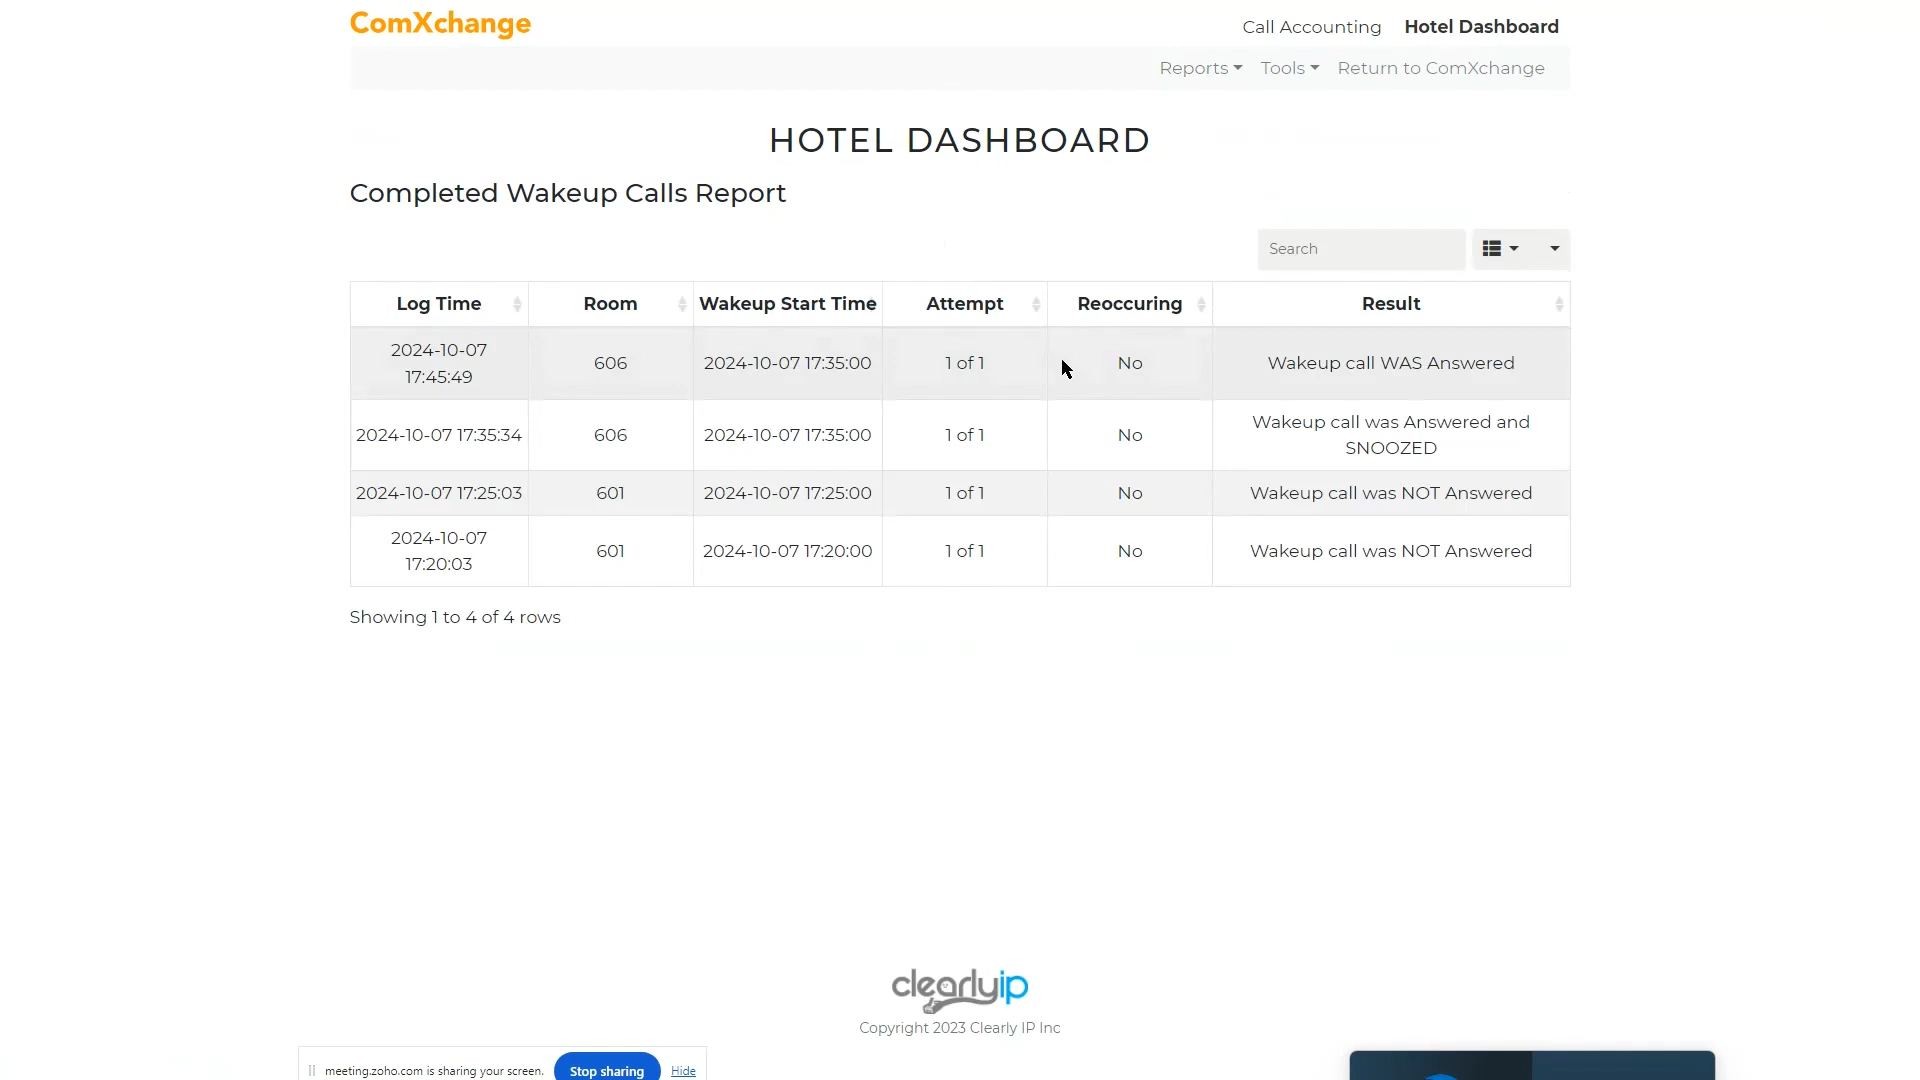 ComXchange
Call Accounting Hotel Dashboard
Reports Tools Return to ComXchange
HOTEL DASHBOARD
Completed Wakeup Calls Report
Search
Log Time Room Wakeup Start Time Attempt Reoccuring Result
2024-10-07
17:45:49
606 2024-10-07 17:35:00 1 of 1 No Wakeup call WAS Answered
2024-10-07 17:35:34 606 2024-10-07 17:35:00 1 of 1 No Wakeup call was Answered and
SNOOZED
2024-10-07 17:25:03 601 2024-10-07 17:25:00 1 of 1 No Wakeup call was NOT Answered
2024-10-07
17:20:03
601 2024-10-07 17:20:00 1 of 1 No Wakeup call was NOT Answered
Showing 1 to 4 of 4 rows
clearlyip
Copyright 2023 Clearly IP Inc
meeting.zoho.com is sharing your screen. Stop sharing Hide